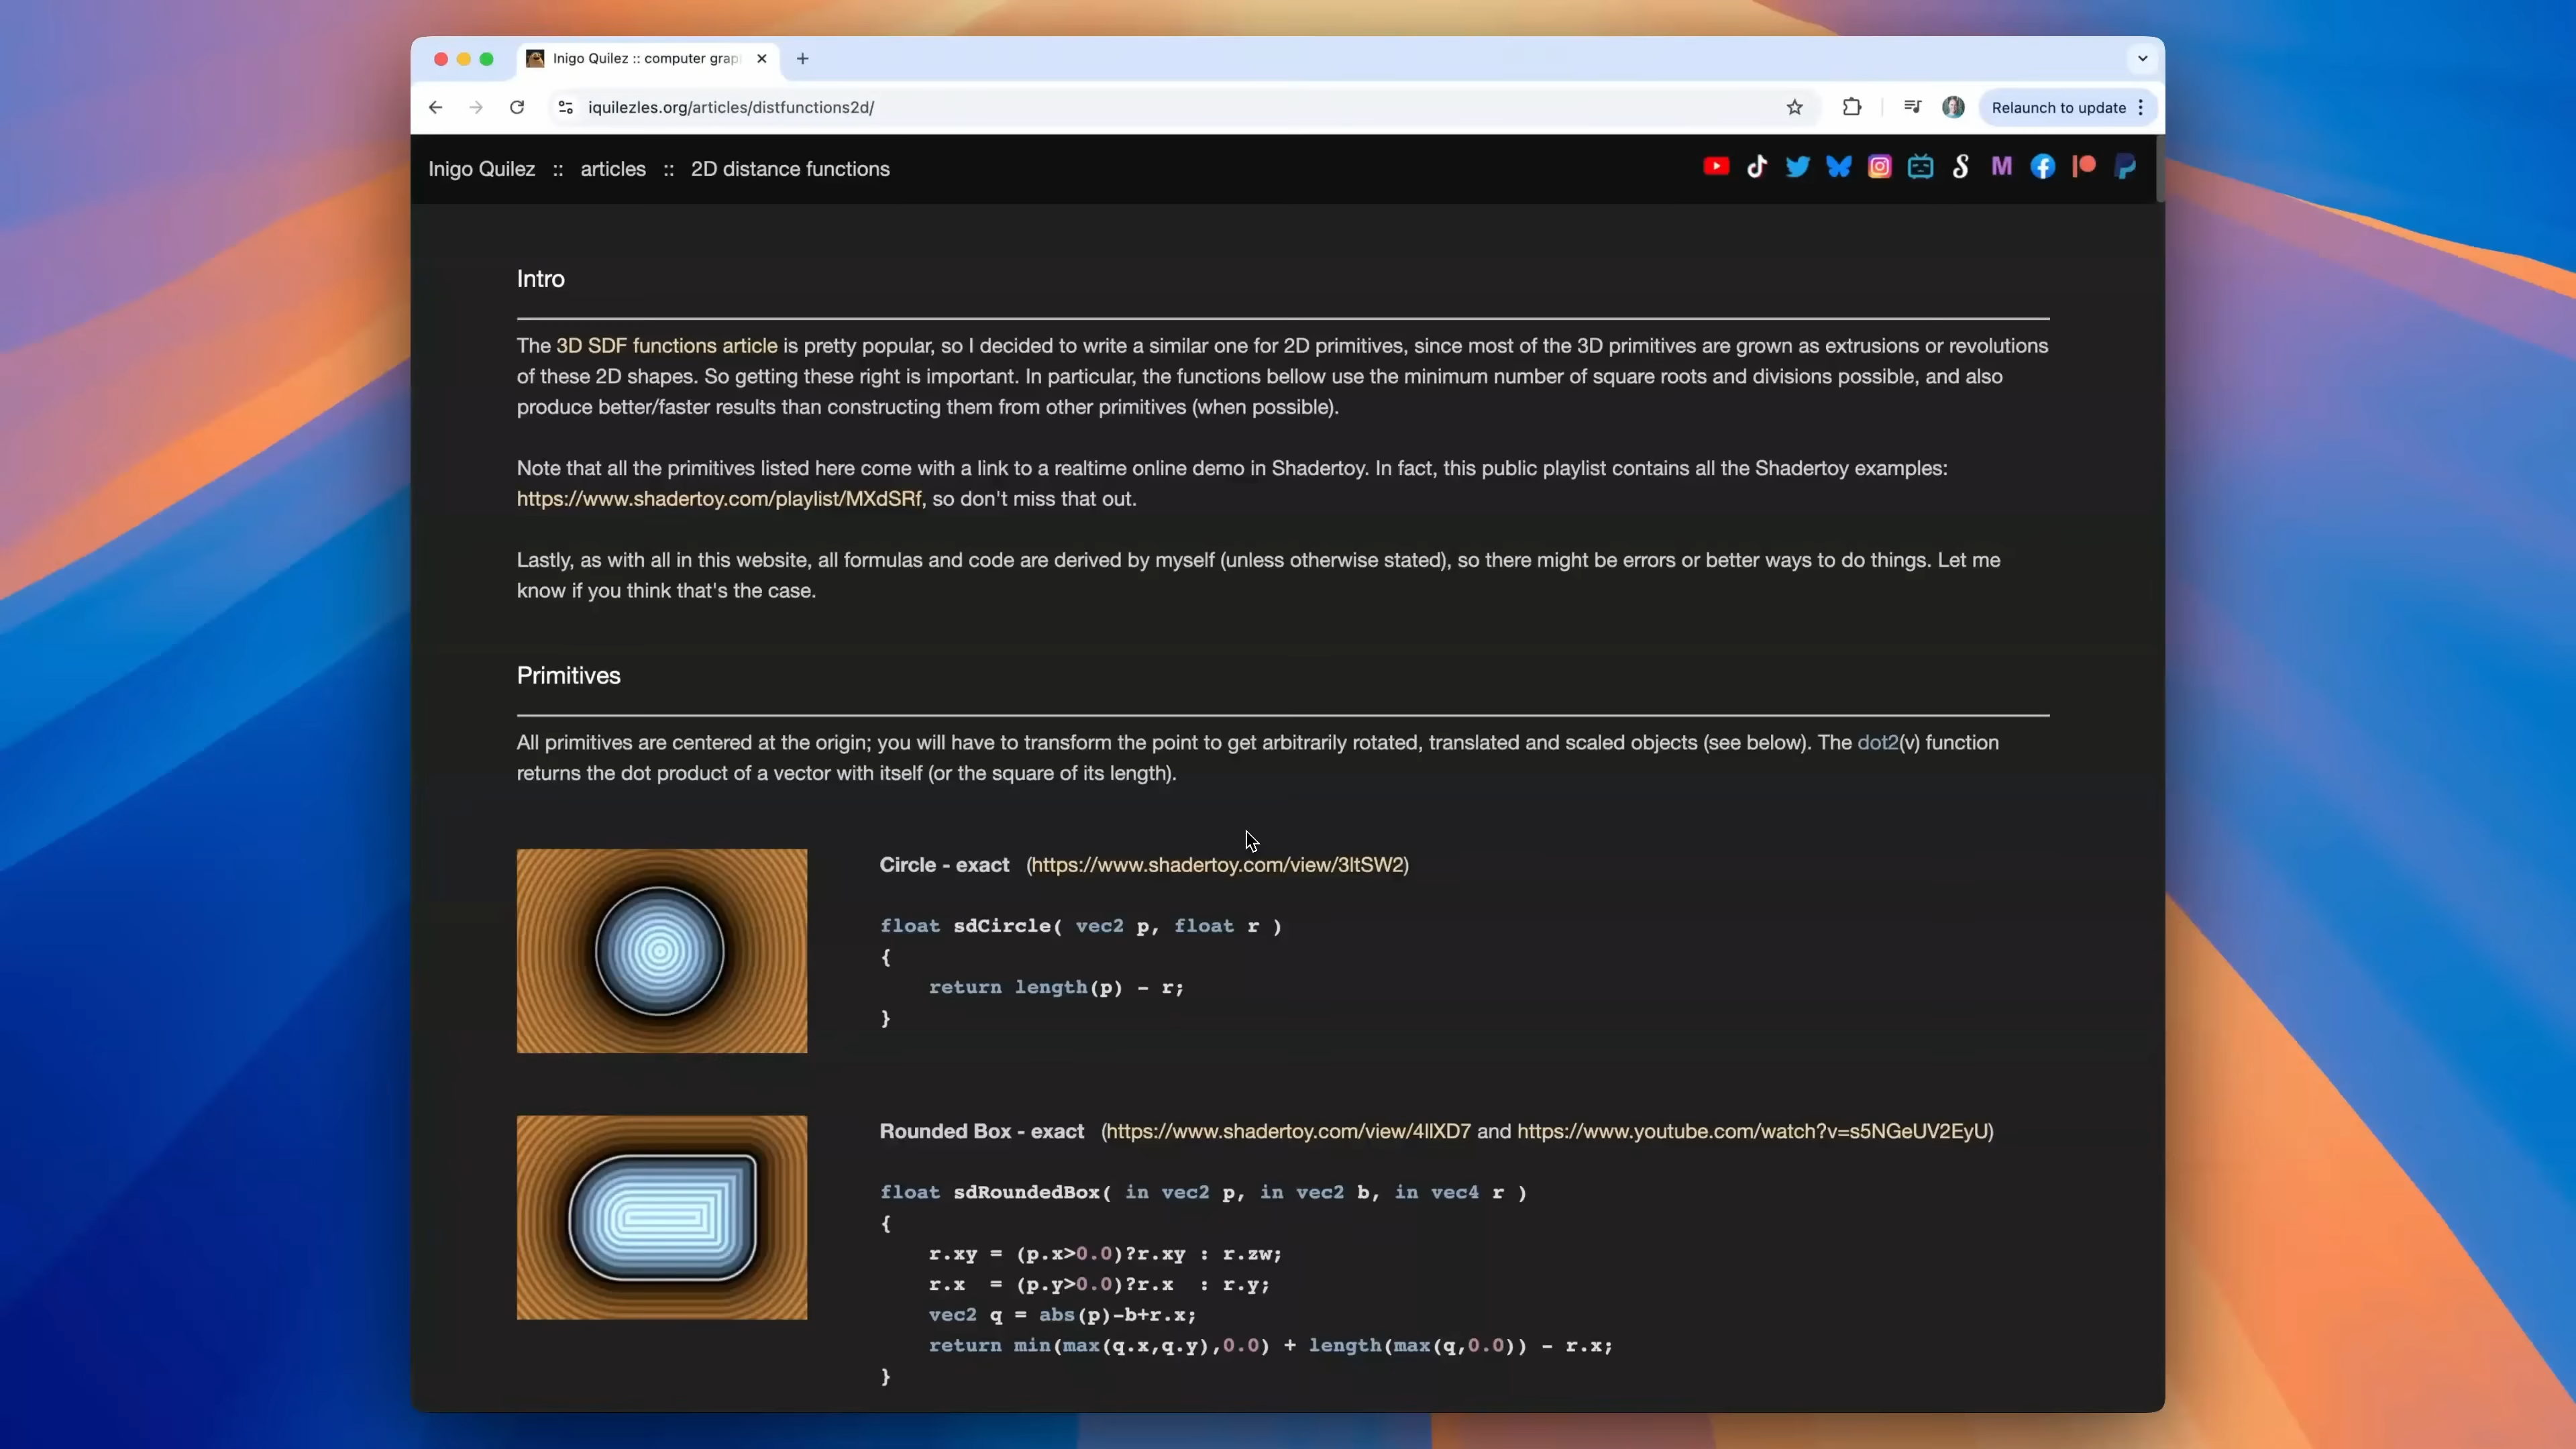 Inigo Quilez :: computer grap
iquilezles.org/articles/distfunctions2d/
Relaunch to update
Inigo Quilez :: articles :: 2D distance functions
Intro
The 3D SDF functions article is pretty popular, so I decided to write a similar one for 2D primitives, since most of the 3D primitives are grown as extrusions or revolutions
of these 2D shapes. So getting these right is important. In particular, the functions bellow use the minimum number of square roots and divisions possible, and also
produce better/faster results than constructing them from other primitives (when possible).
Note that all the primitives listed here come with a link to a realtime online demo in Shadertoy. In fact, this public playlist contains all the Shadertoy examples:
https://www.shadertoy.com/playlist/MXdSRf, so don't miss that out.
Lastly, as with all in this website, all formulas and code are derived by myself (unless otherwise stated), so there might be errors or better ways to do things. Let me
know if you think that's the case.
Primitives
All primitives are centered at the origin; you will have to transform the point to get arbitrarily rotated, translated and scaled objects (see below). The dot2(v) function
returns the dot product of a vector with itself (or the square of its length).
Circle - exact (https://www.shadertoy.com/view/3ltSW2)
float sdCircle( vec2 p, float r )
{
return length(p) - r;
}
Rounded Box - exact (https://www.shadertoy.com/view/4llXD7 and https://www.youtube.com/watch?v=s5NGeUV2EyU)
float sdRoundedBox( in vec2 p, in vec2 b, in vec4 r )
{
r.xy = (p.x>0.0)?r.xy : r.zw;
r.x  = (p.y>0.0)?r.x  : r.y;
vec2 q = abs(p)-b+r.x;
return min(max(q.x,q.y),0.0) + length(max(q,0.0)) - r.x;
}